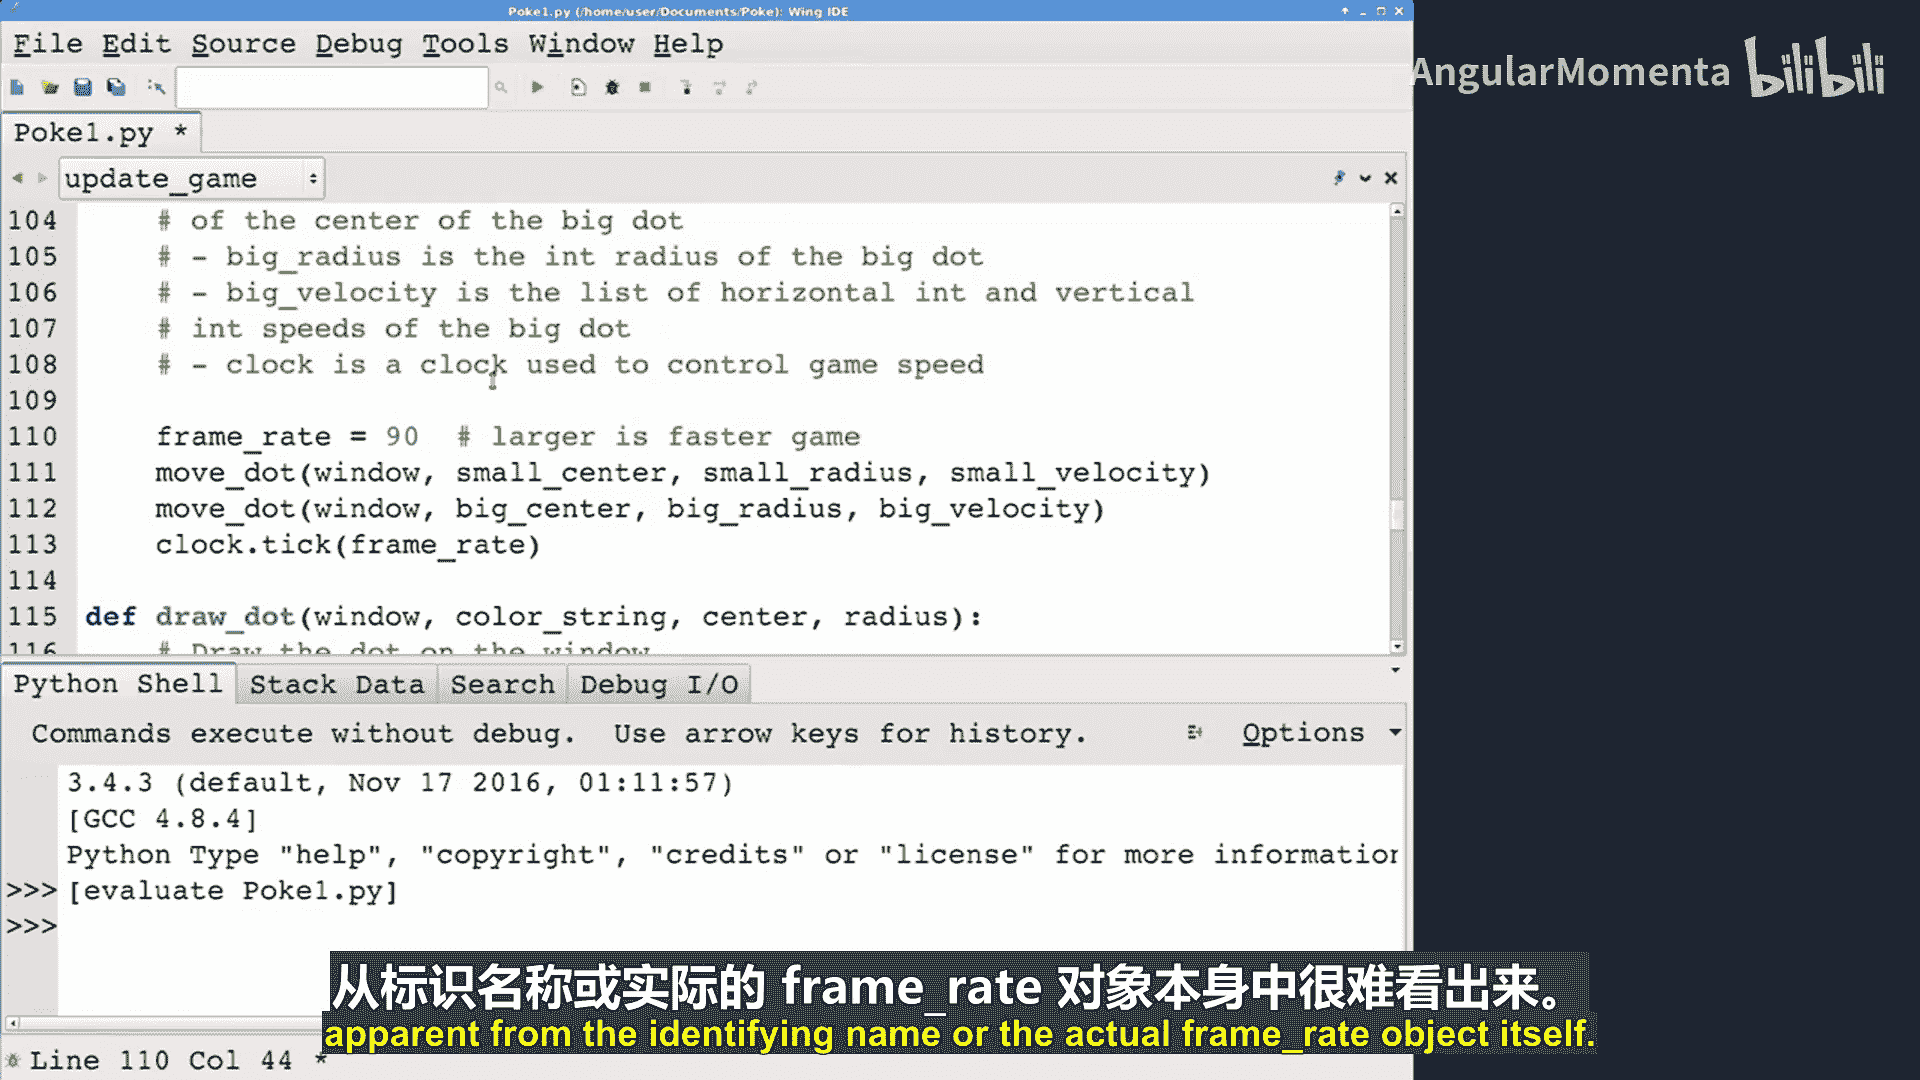 Poke1.py (/home/user/Documents/Poke): Wing IDE
File Edit Source Debug Tools Window Help
AngularMomenta bilibili
Poke1.py *
update_game
104 # of the center of the big dot
105 # - big_radius is the int radius of the big dot
106 # - big_velocity is the list of horizontal int and vertical
107 # int speeds of the big dot
108 # - clock is a clock used to control game speed
109
110 frame_rate = 90  # larger is faster game
111 move_dot(window, small_center, small_radius, small_velocity)
112 move_dot(window, big_center, big_radius, big_velocity)
113 clock.tick(frame_rate)
114
115 def draw_dot(window, color_string, center, radius):
116 # Draw the dot on the window
Python Shell Stack Data Search Debug I/O
Commands execute without debug.  Use arrow keys for history. Options
3.4.3 (default, Nov 17 2016, 01:11:57)
[GCC 4.8.4]
Python Type "help", "copyright", "credits" or "license" for more information
>>> [evaluate Poke1.py]
>>>
从标识名称或实际的 frame_rate 对象本身中很难看出来。
apparent from the identifying name or the actual frame_rate object itself.
Line 110 Col 44 *